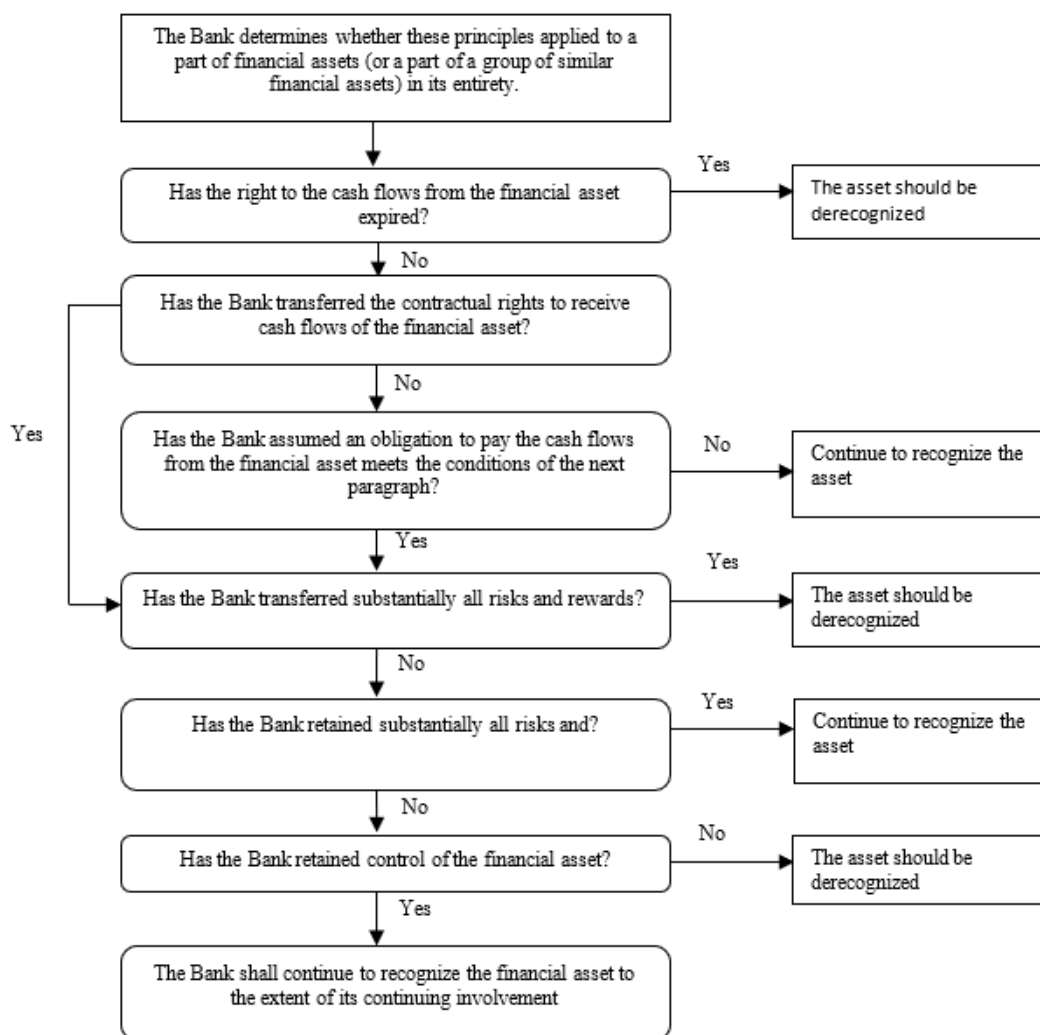 The Bank determines whether these principles applied to a
part of financial assets (or a part of a group of similar
financial assets) in its entirety.
Yes
Has the right to the cash flows from the financial asset
expired?
The asset should be
derecognized
No
Has the Bank transferred the contractual rights to receive
cash flows of the financial asset?
No
Yes
Has the Bank assumed an obligation to pay the cash flows
from the financial asset meets the conditions of the next
paragraph?
No
Continue to recognize the
asset
Yes
Has the Bank transferred substantially all risks and rewards?
Yes
The asset should be
derecognized
No
Has the Bank retained substantially all risks and?
Yes
Continue to recognize the
asset
No
Has the Bank retained control of the financial asset?
No
The asset should be
derecognized
Yes
The Bank shall continue to recognize the financial asset to
the extent of its continuing involvement